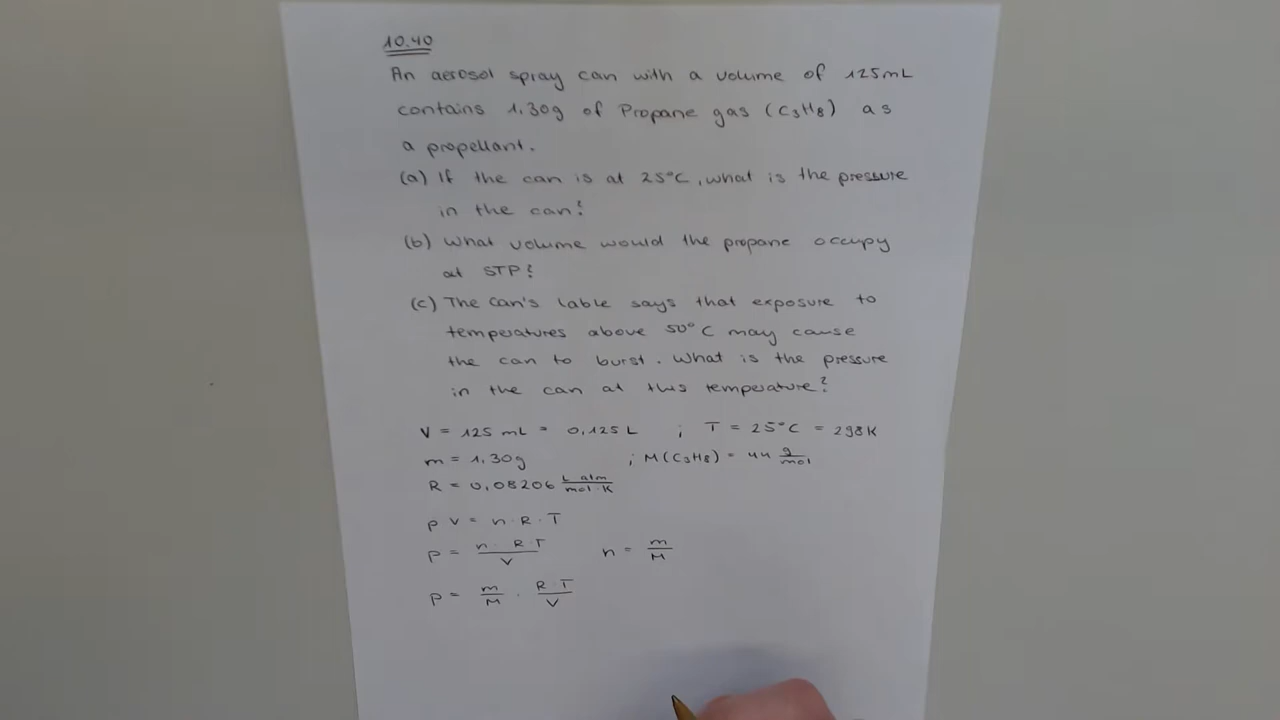 10.40
An aerosol spray can with a volume of 125mL
contains 1.30g of Propane gas (C3H8) as
a propellant.
(a) If the can is at 25°C, what is the pressure
in the can?
(b) What volume would the propane occupy
at STP?
(c) The can's lable says that exposure to
temperatures above 50°C may cause
the can to burst. What is the pressure
in the can at this temperature?
V = 125 mL = 0,125L ; T = 25°C = 298K
m = 1,30g ; M(C3H8) = 44 g/mol
R = 0,08206 L atm/mol·K
p V = n·R·T
p = n·R·T/V n = m/M
p = m/M · R·T/V